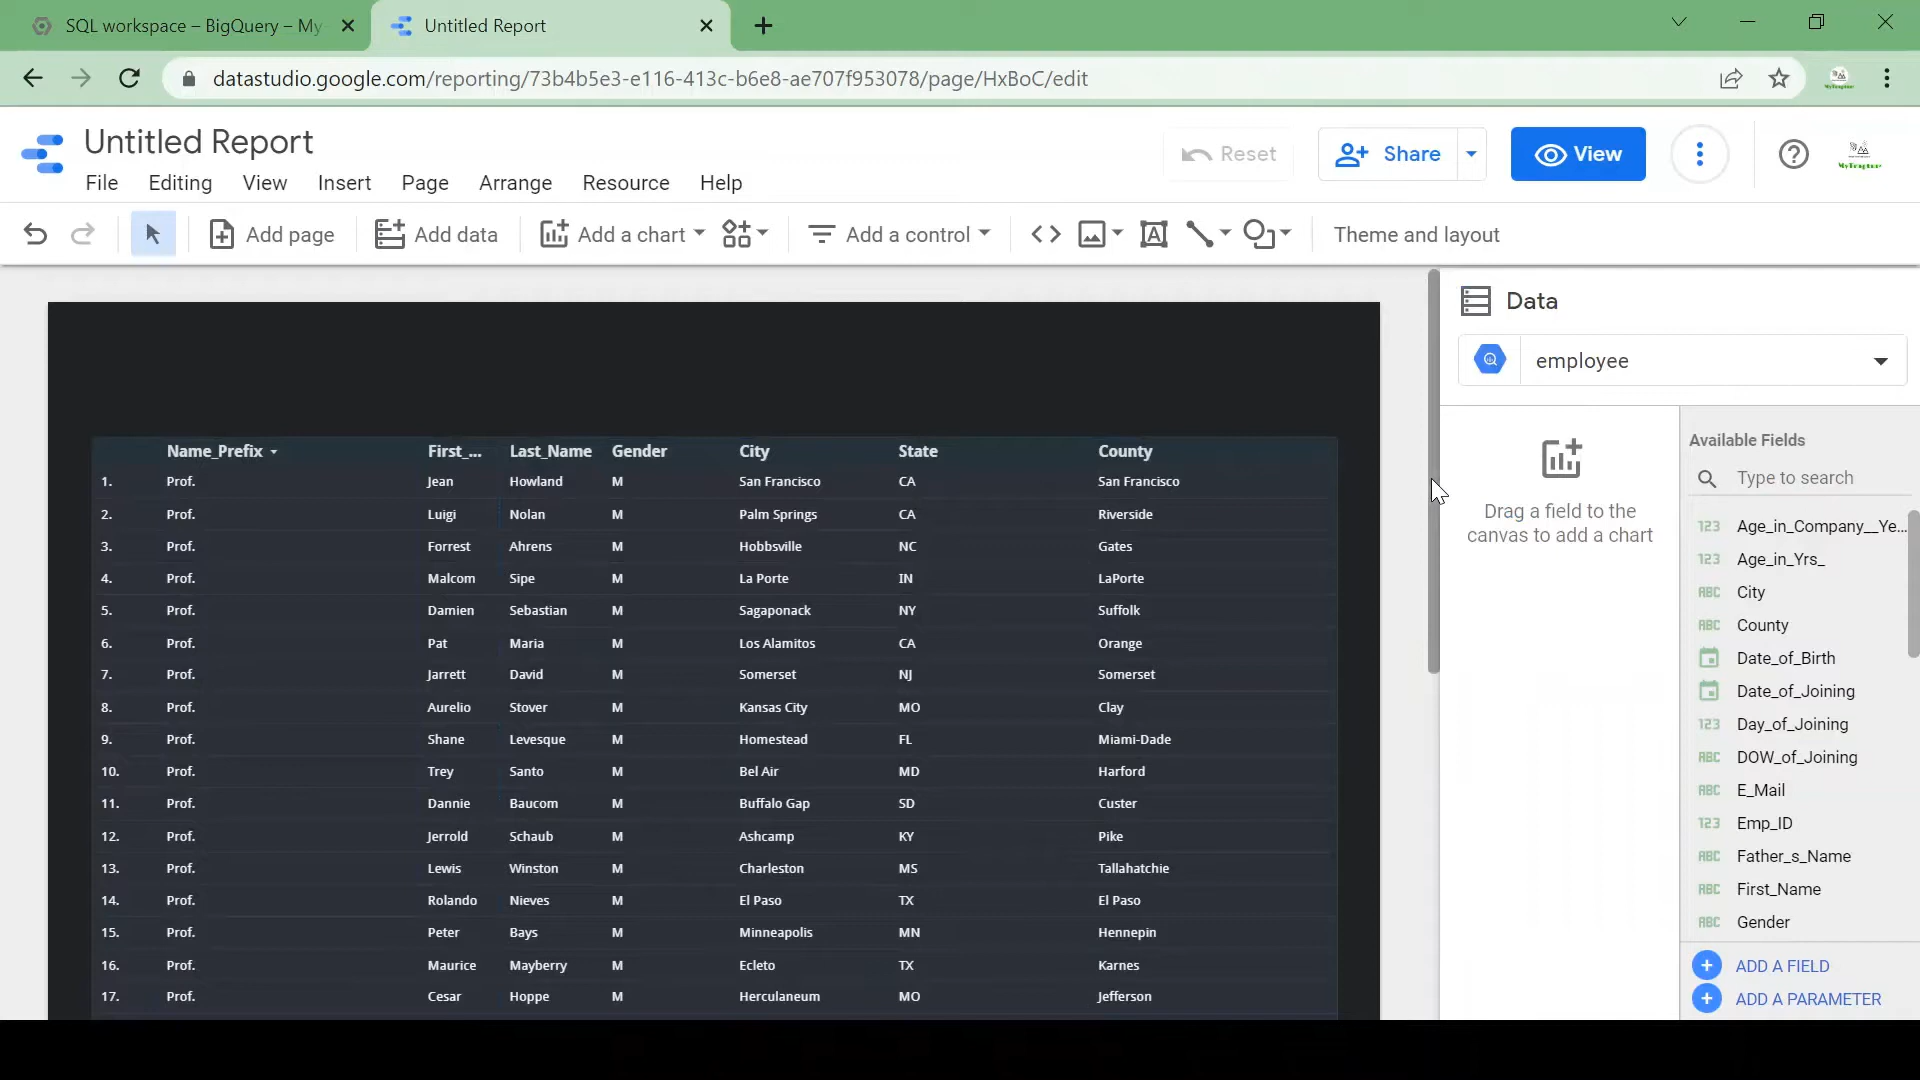 SQL workspace – BigQuery – My
Untitled Report
datastudio.google.com/reporting/73b4b5e3-e116-413c-b6e8-ae707f953078/page/HxBoC/edit
Untitled Report
Reset
Share
View
File Editing View Insert Page Arrange Resource Help
Add page Add data Add a chart Add a control Theme and layout
Data
employee
Drag a field to the
canvas to add a chart
Available Fields
Type to search
123 Age_in_Company__Ye...
123 Age_in_Yrs_
ABC City
ABC County
Date_of_Birth
Date_of_Joining
123 Day_of_Joining
ABC DOW_of_Joining
ABC E_Mail
123 Emp_ID
ABC Father_s_Name
ABC First_Name
ABC Gender
ADD A FIELD
ADD A PARAMETER
Name_Prefix First_... Last_Name Gender City State County
1. Prof. Jean Howland M San Francisco CA San Francisco
2. Prof. Luigi Nolan M Palm Springs CA Riverside
3. Prof. Forrest Ahrens M Hobbsville NC Gates
4. Prof. Malcom Sipe M La Porte IN LaPorte
5. Prof. Damien Sebastian M Sagaponack NY Suffolk
6. Prof. Pat Maria M Los Alamitos CA Orange
7. Prof. Jarrett David M Somerset NJ Somerset
8. Prof. Aurelio Stover M Kansas City MO Clay
9. Prof. Shane Levesque M Homestead FL Miami-Dade
10. Prof. Trey Santo M Bel Air MD Harford
11. Prof. Dannie Baucom M Buffalo Gap SD Custer
12. Prof. Jerrold Schaub M Ashcamp KY Pike
13. Prof. Lewis Winston M Charleston MS Tallahatchie
14. Prof. Rolando Nieves M El Paso TX El Paso
15. Prof. Peter Bays M Minneapolis MN Hennepin
16. Prof. Maurice Mayberry M Ecleto TX Karnes
17. Prof. Cesar Hoppe M Herculaneum MO Jefferson